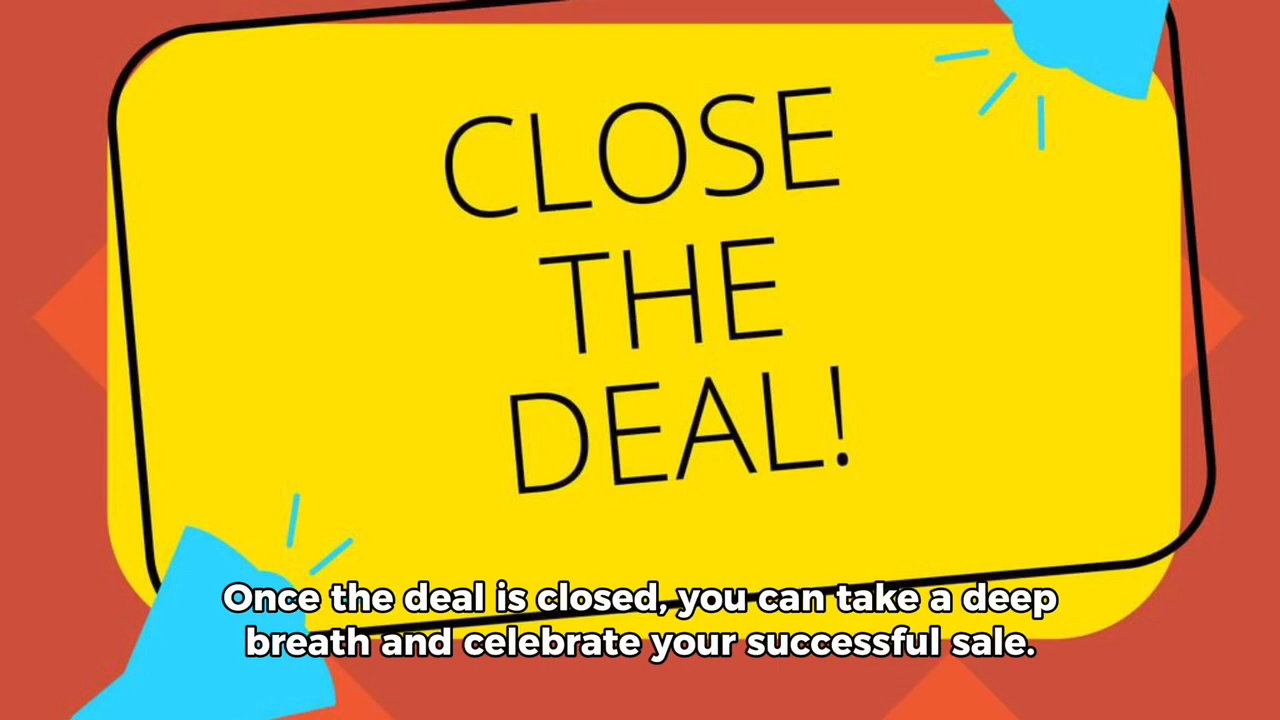 CLOSE
THE
DEAL!
Once the deal is closed, you can take a deep
breath and celebrate your successful sale.